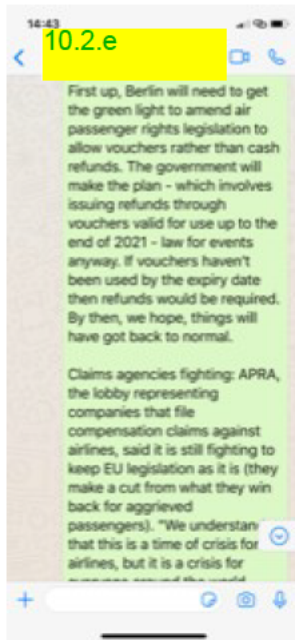 14:43
10.2.e
First up, Berlin will need to get
the green light to amend air
passenger rights legislation to
allow vouchers rather than cash
refunds. The government will
make the plan - which involves
issuing refunds through
vouchers valid for use up to the
end of 2021 - law for events
anyway. If vouchers haven't
been used by the expiry date
then refunds would be required.
By then, we hope, things will
have got back to normal.
Claims agencies fighting: APRA,
the lobby representing
companies that file
compensation claims against
airlines, said it is still fighting to
keep EU legislation as it is (they
make a cut from what they win
back for aggrieved
passengers). "We understan
that this is a time of crisis for
airlines, but it is a crisis for